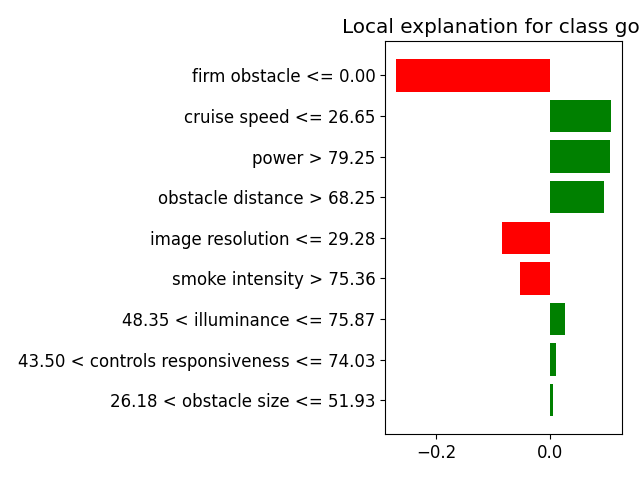 Local explanation for class go
firm obstacle <= 0.00
cruise speed <= 26.65
power > 79.25
obstacle distance > 68.25
image resolution <= 29.28
smoke intensity > 75.36
48.35 < illuminance <= 75.87
43.50 < controls responsiveness <= 74.03
26.18 < obstacle size <= 51.93
−0.2 0.0